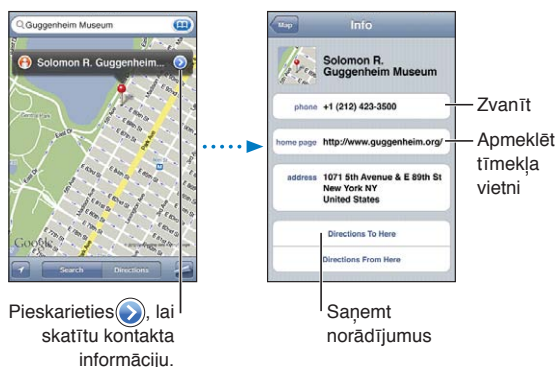 Guggenheim Museum
Solomon R. Guggenheim...
Google
Search
Directions
Pieskarieties , lai
skatītu kontakta
informāciju.
Map
Info
Solomon R.
Guggenheim Museum
phone +1 (212) 423-3500
home page http://www.guggenheim.org/
address 1071 5th Avenue & E 89th St
New York NY
United States
Directions To Here
Directions From Here
Zvanīt
Apmeklēt
tīmekļa
vietni
Saņemt
norādījumus